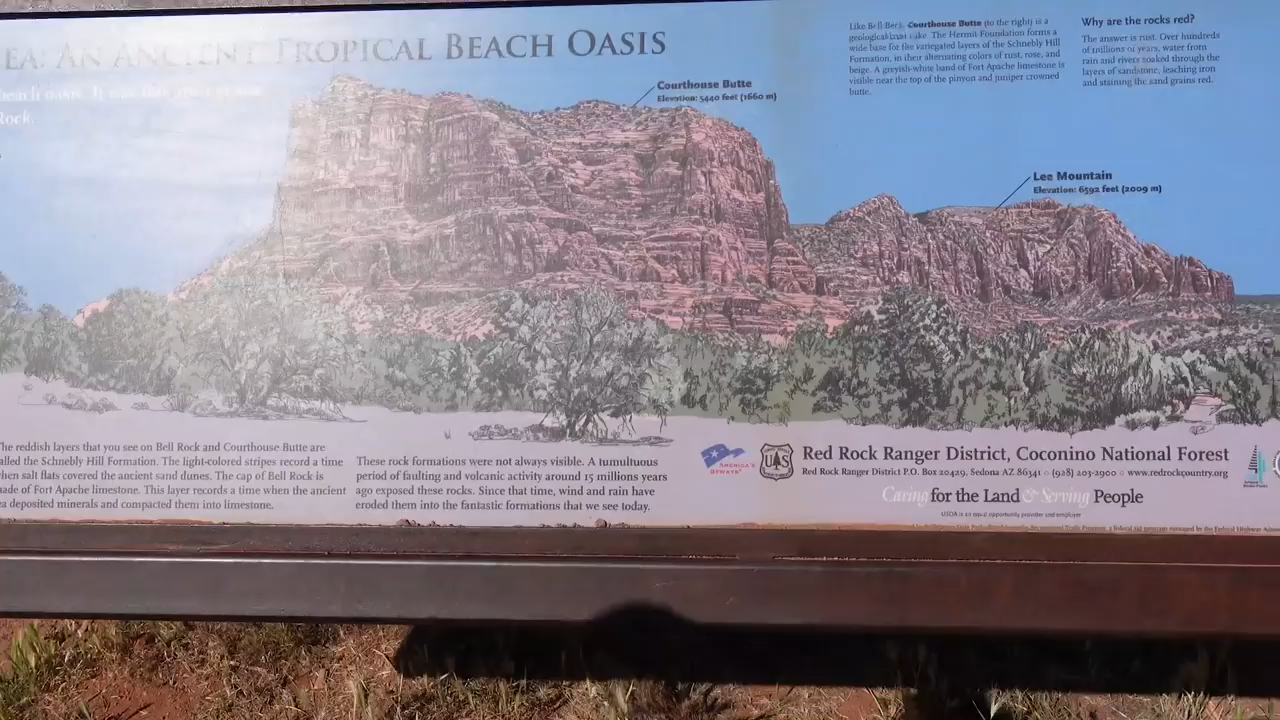 EA: AN ANCIENT TROPICAL BEACH OASIS
beach oasis. It was the
Rock.
Courthouse Butte
Elevation: 5440 feet (1660 m)
Like Bell Courthouse Butte (to the right) is a
geological The Hermit Foundation forms a
wide base for the variegated layers of the Schnebly Hill
Formation, in their alternating colors of rust, rose, and
beige. A greyish-white land of Fort Apache limestone is
visible near the top of the pinyon and juniper crowned
butte.
Why are the rocks red?
The answer is rust. Over hundreds
of millions of years, water from
rain and rivers soaked through the
layers of sandstone, leaching iron
and staining the sand grains red.
Lee Mountain
Elevation: 6592 feet (2009 m)
The reddish layers that you see on Bell Rock and Courthouse Butte are
alled the Schnebly Hill Formation. The light-colored stripes record a time
hen salt flats covered the ancient sand dunes. The cap of Bell Rock is
ade of Fort Apache limestone. This layer records a time when the ancient
ea deposited minerals and compacted them into limestone.
These rock formations were not always visible. A tumultuous
period of faulting and volcanic activity around 15 millions years
ago exposed these rocks. Since that time, wind and rain have
eroded them into the fantastic formations that we see today.
AMERICA'S
BYWAYS
Red Rock Ranger District, Coconino National Forest
Red Rock Ranger District P.O. Box 20429, Sedona AZ 86341 ○ (928) 203-2900 ○ www.redrockcountry.org
Caring for the Land & Serving People
USDA is an equal opportunity provider and employer